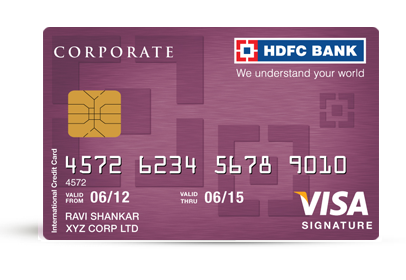 CORPORATE
HDFC BANK
We understand your world
International Credit Card
4572 6234 5678 9010
4572
VALID FROM 06/12 VALID THRU 06/15
RAVI SHANKAR
XYZ CORP LTD
VISA
SIGNATURE